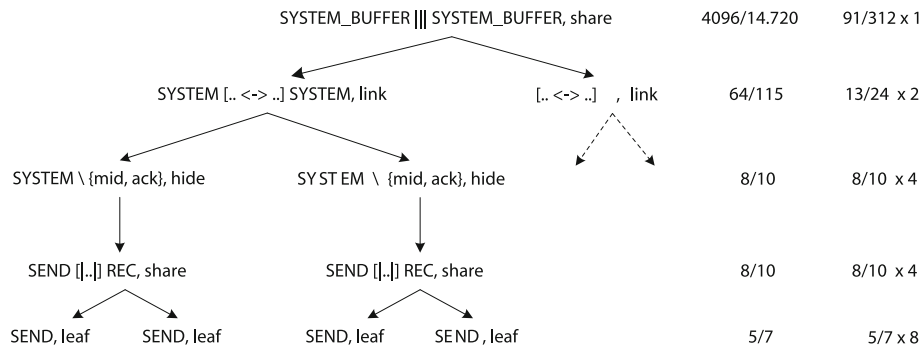 SYSTEM_BUFFER ||| SYSTEM_BUFFER, share 4096/14.720 91/312 x 1
SYSTEM [.. <-> ..] SYSTEM, link [.. <-> ..] , link 64/115 13/24 x 2
SYSTEM \ {mid, ack}, hide SYSTEM \ {mid, ack}, hide 8/10 8/10 x 4
SEND [|..|] REC, share SEND [|..|] REC, share 8/10 8/10 x 4
SEND, leaf SEND, leaf SEND, leaf SEND, leaf 5/7 5/7 x 8